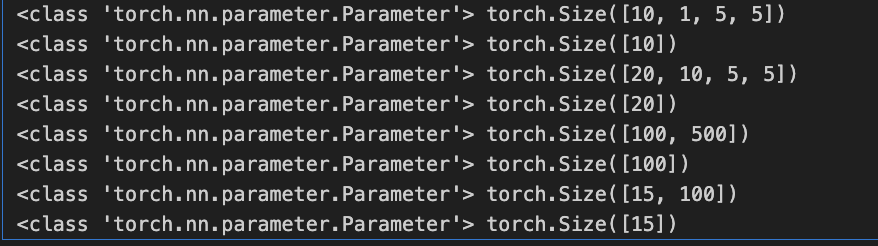 <class 'torch.nn.parameter.Parameter'> torch.Size([10, 1, 5, 5])
<class 'torch.nn.parameter.Parameter'> torch.Size([10])
<class 'torch.nn.parameter.Parameter'> torch.Size([20, 10, 5, 5])
<class 'torch.nn.parameter.Parameter'> torch.Size([20])
<class 'torch.nn.parameter.Parameter'> torch.Size([100, 500])
<class 'torch.nn.parameter.Parameter'> torch.Size([100])
<class 'torch.nn.parameter.Parameter'> torch.Size([15, 100])
<class 'torch.nn.parameter.Parameter'> torch.Size([15])